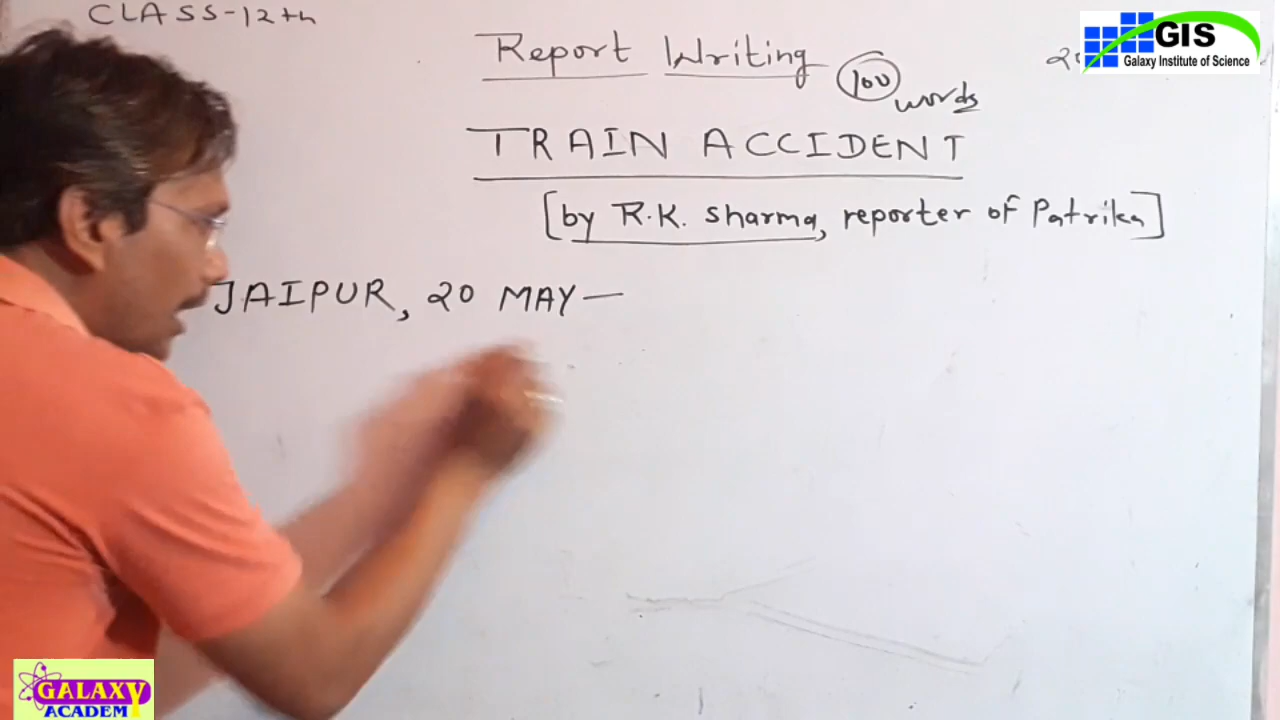 CLASS-12th
Report Writing
100 words
TRAIN ACCIDENT
[by R.K. Sharma, reporter of Patrika]
JAIPUR, 20 MAY—
GIS
Galaxy Institute of Science
GALAXY
ACADEMY